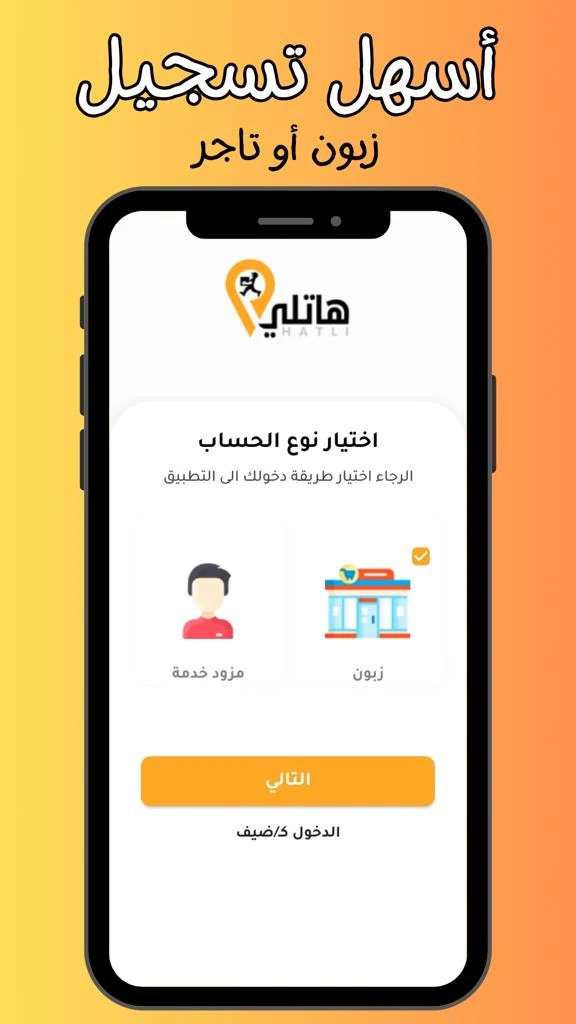 أسهل تسجيل
زبون أو تاجر
هاتلي
HATLI
اختيار نوع الحساب
الرجاء اختيار طريقة دخولك الى التطبيق
زبون
مزود خدمة
التالي
الدخول ك/ضيف